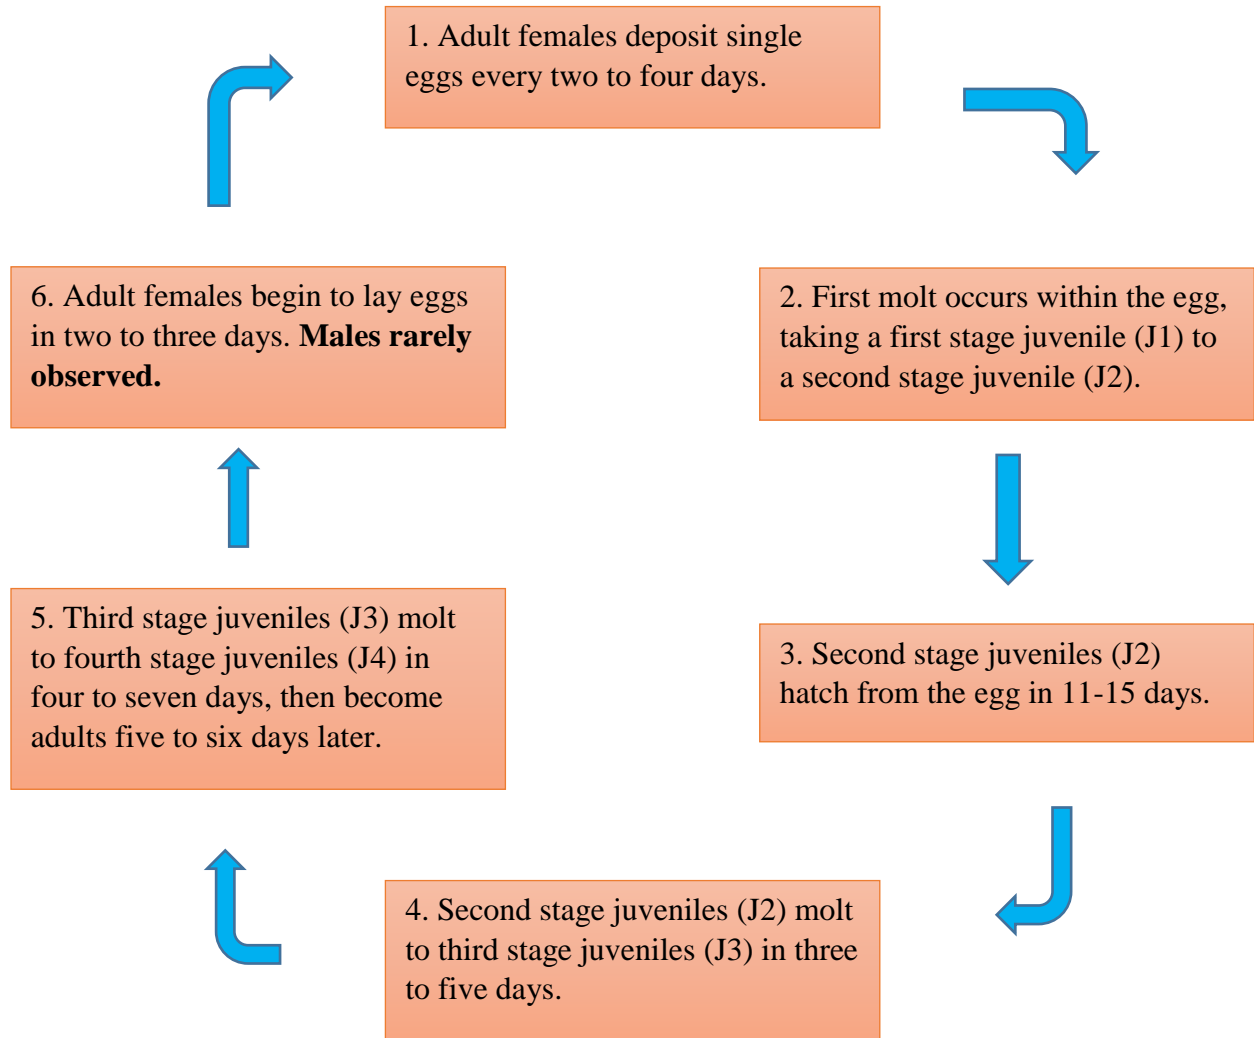 1. Adult females deposit single
eggs every two to four days.
2. First molt occurs within the egg,
taking a first stage juvenile (J1) to
a second stage juvenile (J2).
3. Second stage juveniles (J2)
hatch from the egg in 11-15 days.
4. Second stage juveniles (J2) molt
to third stage juveniles (J3) in three
to five days.
5. Third stage juveniles (J3) molt
to fourth stage juveniles (J4) in
four to seven days, then become
adults five to six days later.
6. Adult females begin to lay eggs
in two to three days. Males rarely
observed.